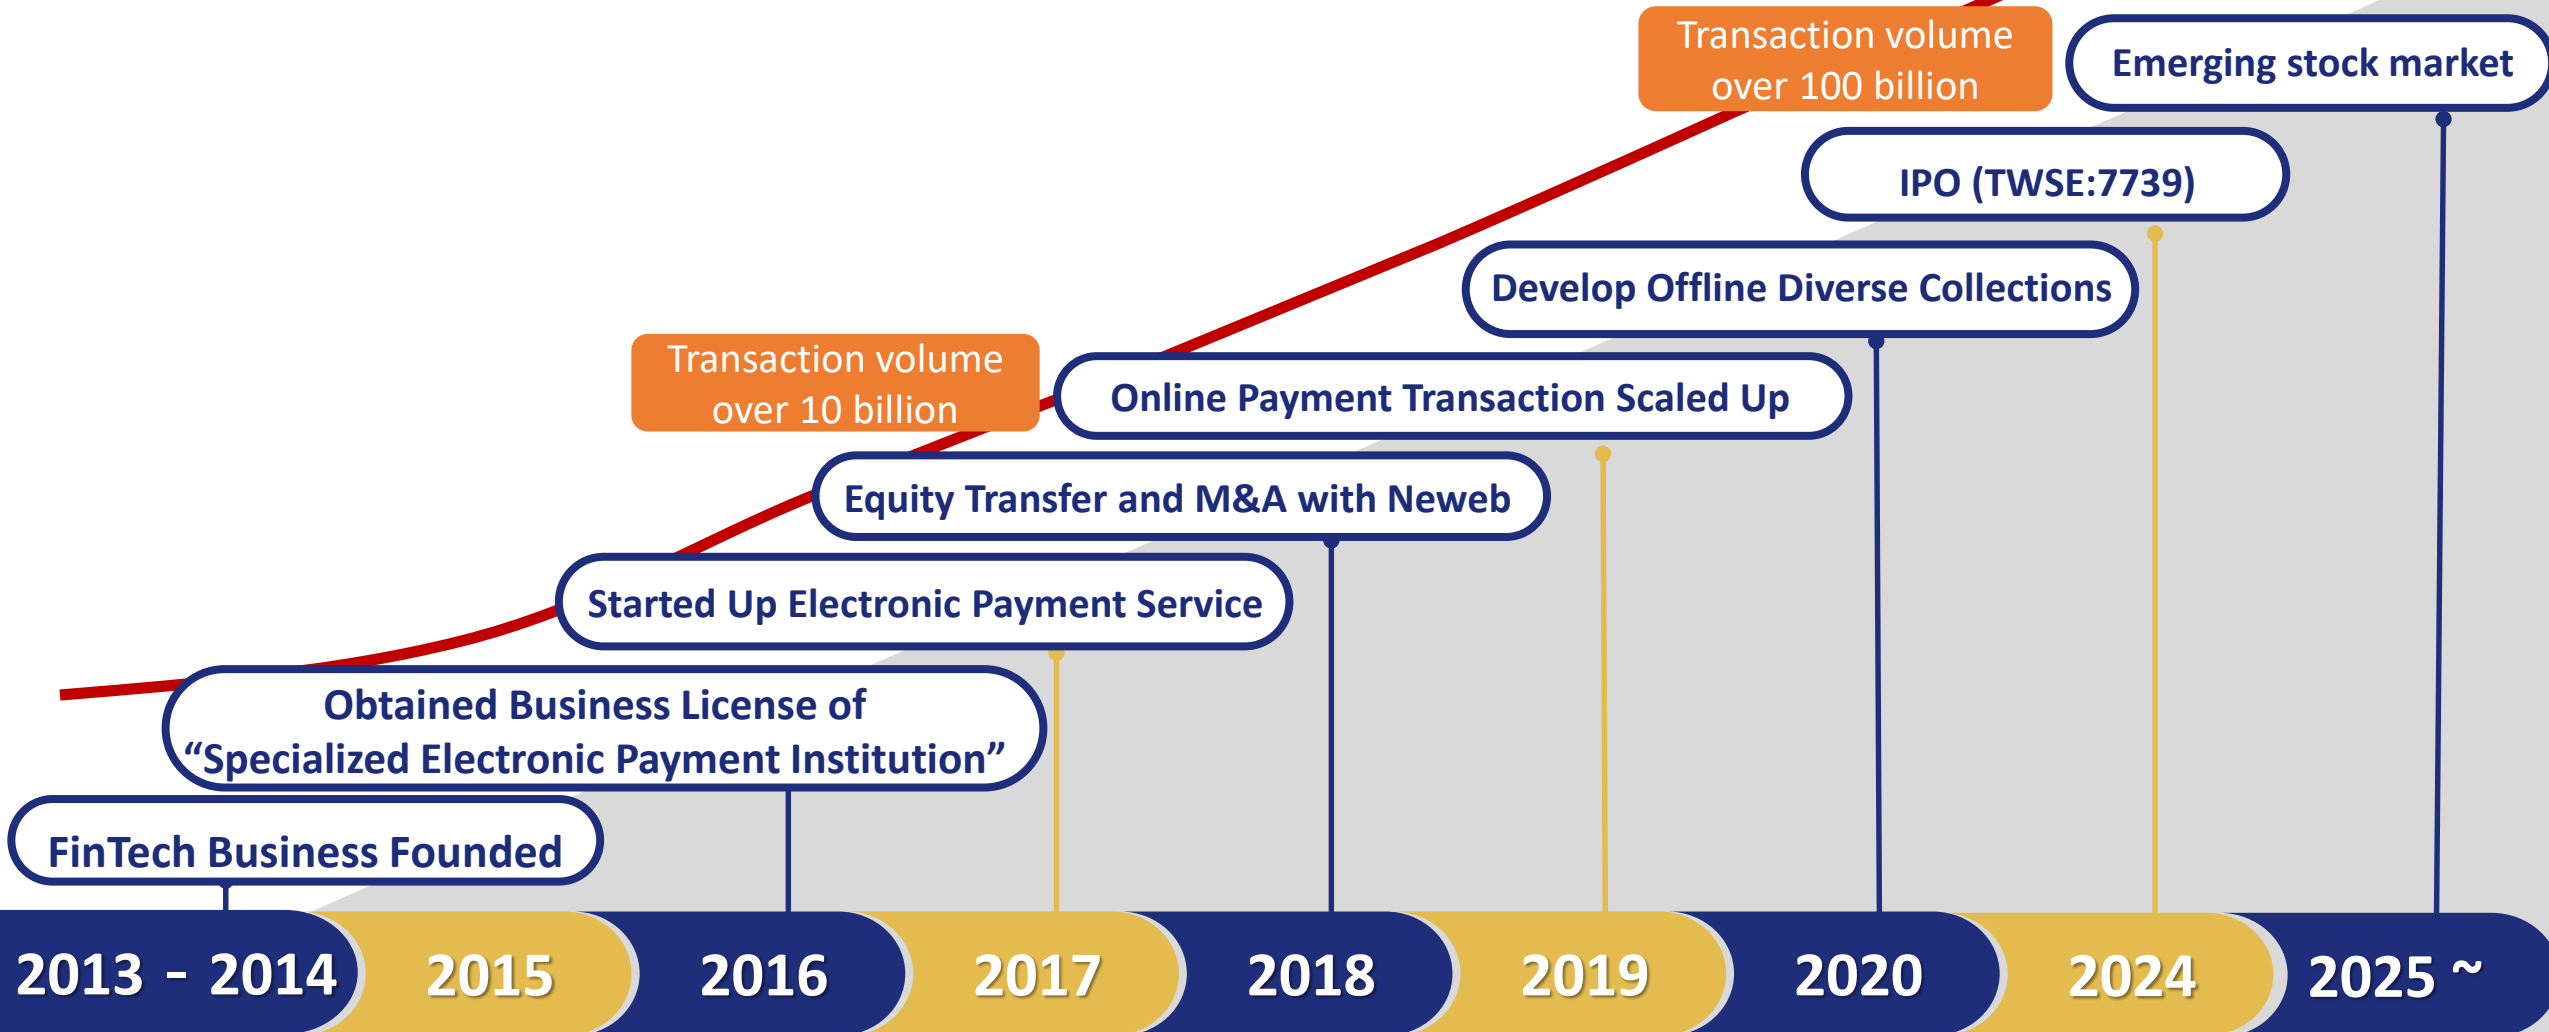 Transaction volume
over 100 billion
Emerging stock market
IPO (TWSE:7739)
Develop Offline Diverse Collections
Transaction volume
over 10 billion
Online Payment Transaction Scaled Up
Equity Transfer and M&A with Neweb
Started Up Electronic Payment Service
Obtained Business License of
“Specialized Electronic Payment Institution”
FinTech Business Founded
2013 - 2014
2015
2016
2017
2018
2019
2020
2024
2025 ~